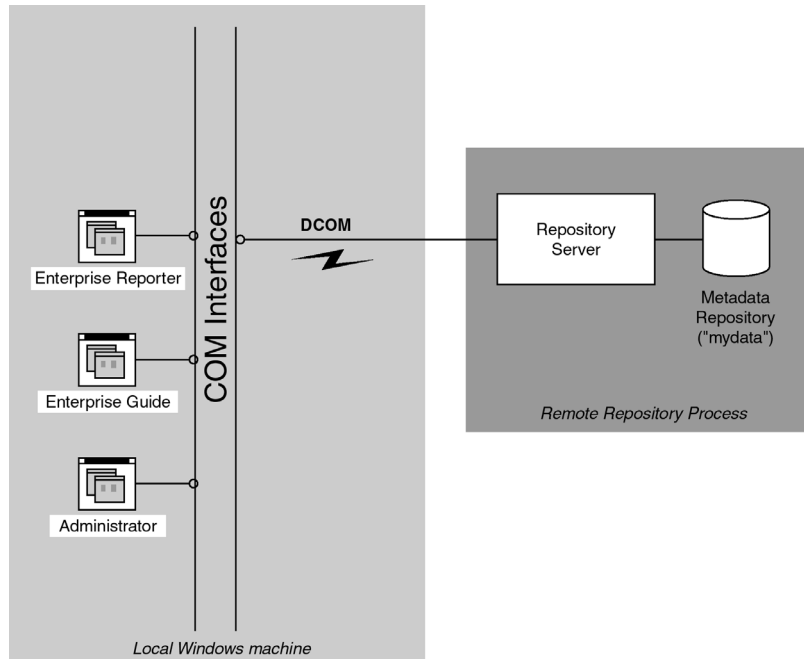 COM Interfaces
DCOM
Enterprise Reporter
Enterprise Guide
Administrator
Local Windows machine
Repository
Server
Metadata
Repository
("mydata")
Remote Repository Process